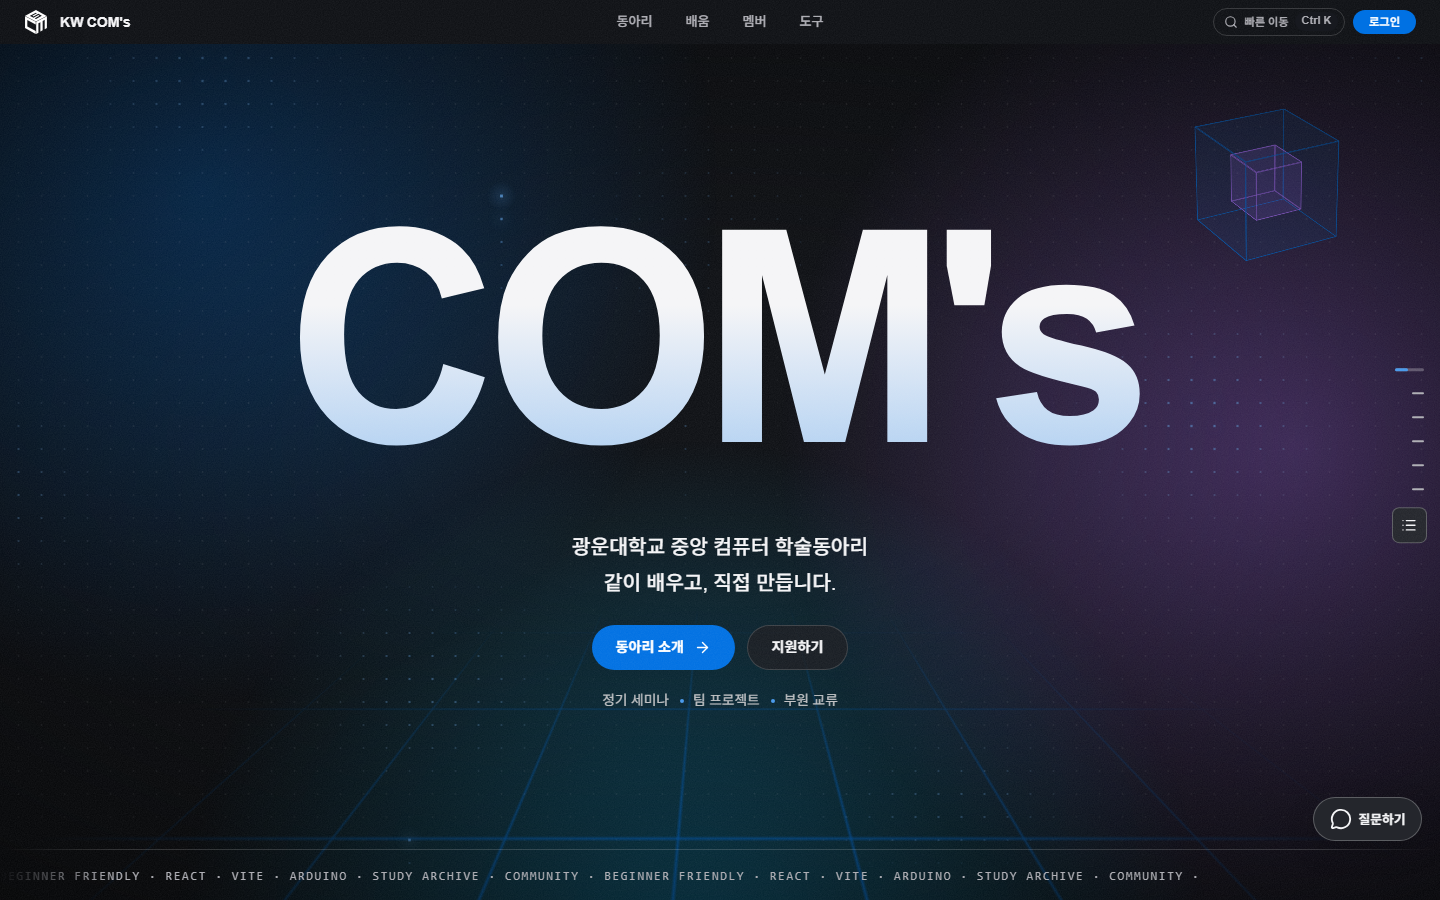 KW COM's
동아리 배움 멤버 도구
빠른 이동 Ctrl K
로그인
COM's
광운대학교 중앙 컴퓨터 학술동아리
같이 배우고, 직접 만듭니다.
동아리 소개 →
지원하기
정기 세미나 • 팀 프로젝트 • 부원 교류
질문하기
BEGINNER FRIENDLY · REACT · VITE · ARDUINO · STUDY ARCHIVE · COMMUNITY · BEGINNER FRIENDLY · REACT · VITE · ARDUINO · STUDY ARCHIVE · COMMUNITY ·